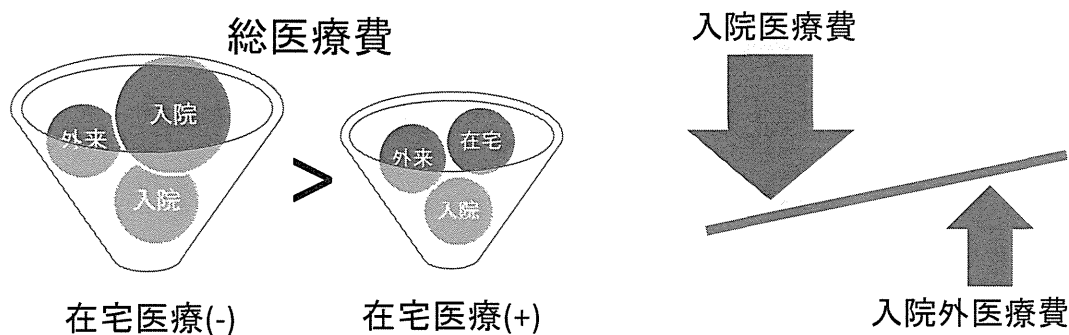 総医療費
入院
外来
入院
>
外来
在宅
入院
在宅医療(-)
在宅医療(+)
入院医療費
入院外医療費